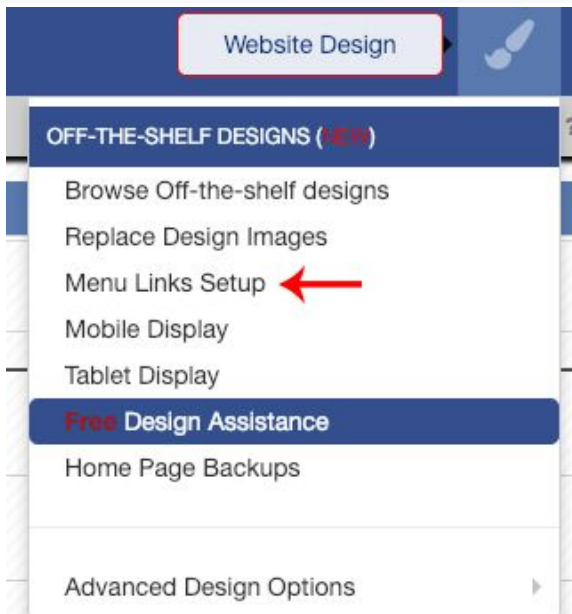 Website Design
OFF-THE-SHELF DESIGNS (NEW)
Browse Off-the-shelf designs
Replace Design Images
Menu Links Setup
Mobile Display
Tablet Display
Free Design Assistance
Home Page Backups
Advanced Design Options